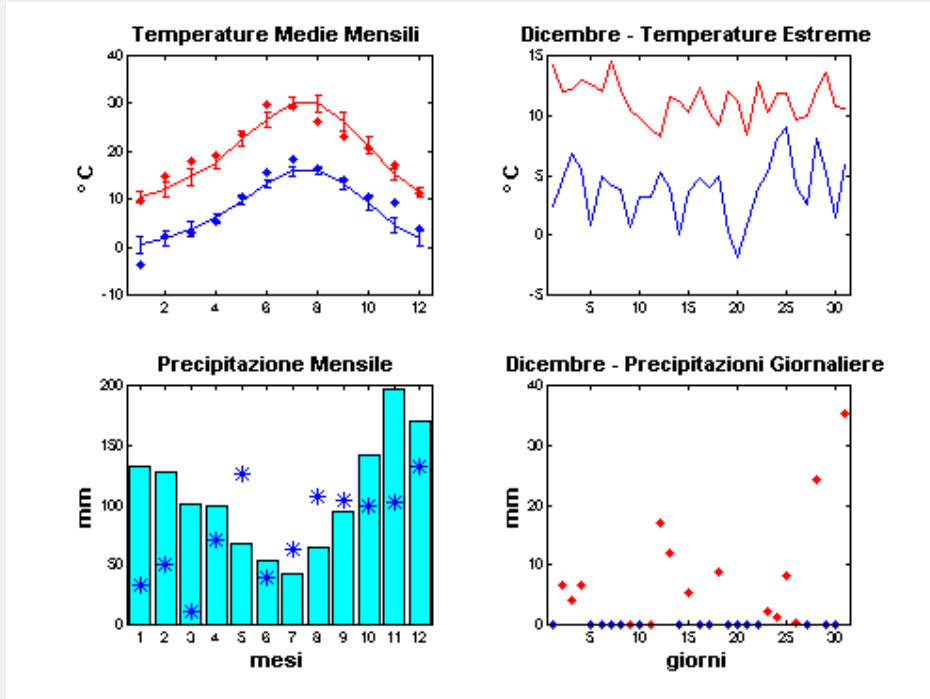 Temperature Medie Mensili
40
30
20
10
0
-10
° C
2 4 6 8 10 12
Dicembre - Temperature Estreme
15
10
5
0
-5
° C
5 10 15 20 25 30
Precipitazione Mensile
200
150
100
50
0
mm
1 2 3 4 5 6 7 8 9 10 11 12
mesi
Dicembre - Precipitazioni Giornaliere
40
30
20
10
0
mm
5 10 15 20 25 30
giorni